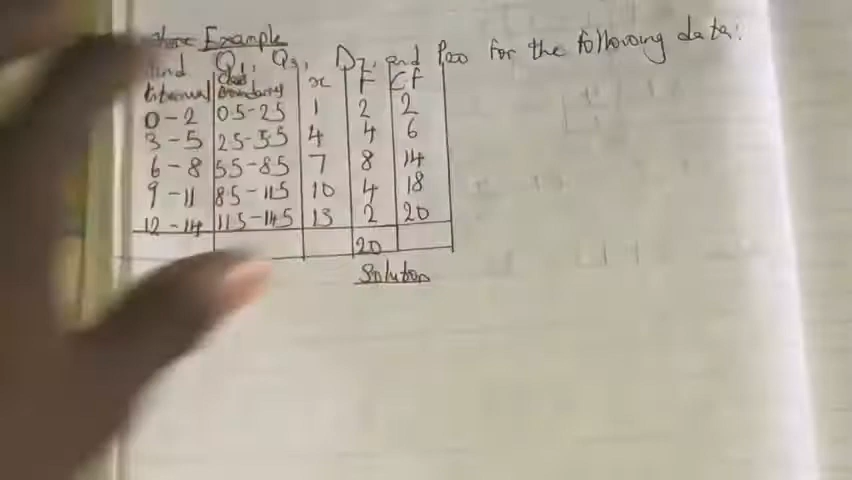 Example
Find Q1, Q3, D7, and P20 for the following data:
Interval class boundary x F CF
0-2 0.5-2.5 1 2 2
3-5 2.5-5.5 4 4 6
6-8 5.5-8.5 7 8 14
9-11 8.5-11.5 10 4 18
12-14 11.5-14.5 13 2 20
20
Solution